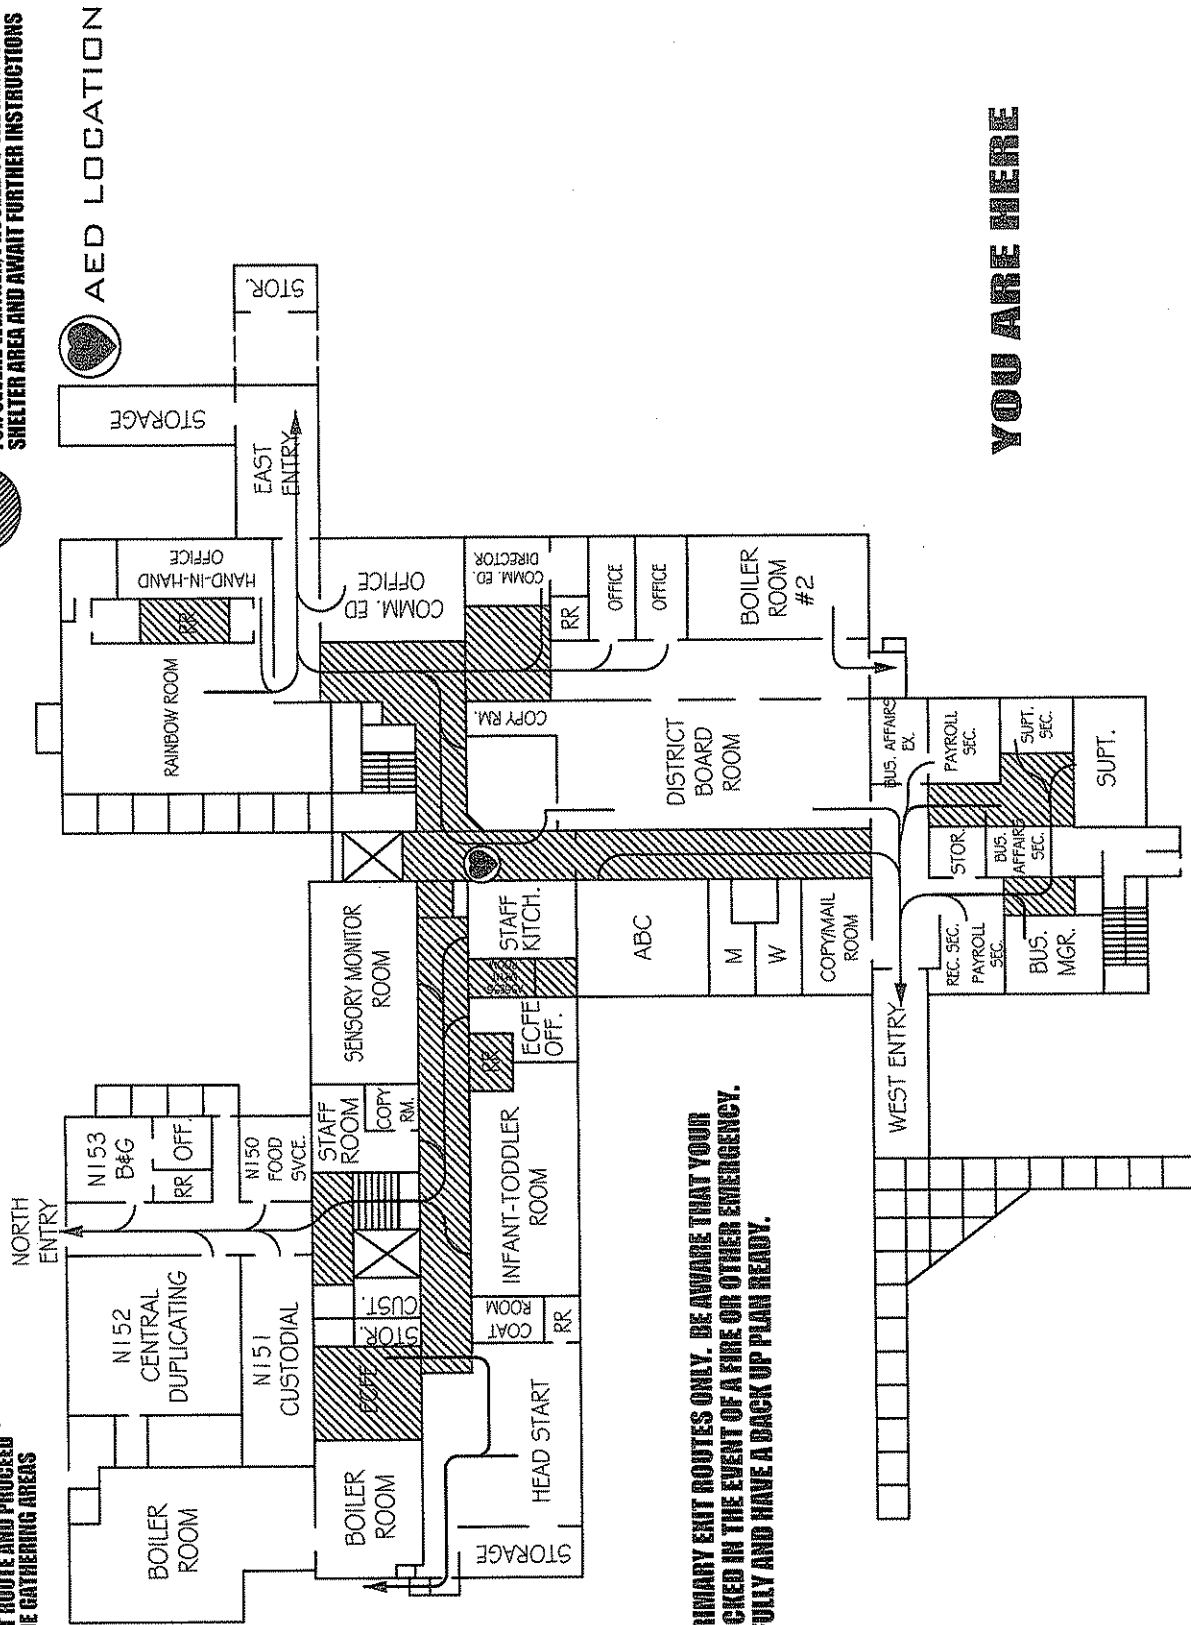 SHELTER AREA AND AWAIT FURTHER INSTRUCTIONS
AED LOCATION
STOR.
STORAGE
EAST
ENTRY
HAND-IN-HAND
OFFICE
RR
RAINBOW ROOM
COMM. ED
OFFICE
COMM. ED.
DIRECTOR
RR
OFFICE
OFFICE
BOILER
ROOM
#2
COPY RM.
DISTRICT
BOARD
ROOM
BUS. AFFAIRS
EX.
PAYROLL
SEC.
SUPT.
SEC.
SUPT.
STOR.
BUS.
AFFAIRS
SEC.
REC. SEC.
PAYROLL
SEC.
BUS.
MGR.
YOU ARE HERE
SENSORY MONITOR
ROOM
STAFF
KITCH.
ABC
M
W
COPY/MAIL
ROOM
WEST ENTRY
ECFE
OFF.
RR
STAFF
ROOM
COPY
RM.
N153
B&G
OFF.
RR
N150
FOOD
SVCE.
NORTH
ENTRY
N152
CENTRAL
DUPLICATING
N151
CUSTODIAL
CUST.
STOR.
ECFE
INFANT-TODDLER
ROOM
COAT
ROOM
RR
HEAD START
STORAGE
BOILER
ROOM
BOILER
ROOM
T ROUTE AND PROCEED
E GATHERING AREAS
RIMARY EXIT ROUTES ONLY. BE AWARE THAT YOUR
CKED IN THE EVENT OF A FIRE OR OTHER EMERGENCY.
FULLY AND HAVE A BACK UP PLAN READY.